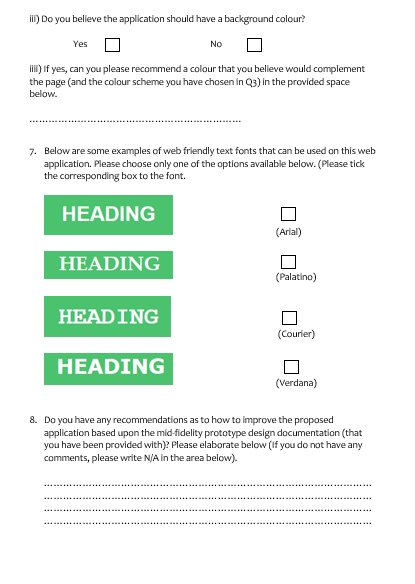 iii) Do you believe the application should have a background colour?
Yes No
iiii) If yes, can you please recommend a colour that you believe would complement
the page (and the colour scheme you have chosen in Q3) in the provided space
below.
……………………………………………………………
7. Below are some examples of web friendly text fonts that can be used on this web
application. Please choose only one of the options available below. (Please tick
the corresponding box to the font.
HEADING
(Arial)
HEADING
(Palatino)
HEADING
(Courier)
HEADING
(Verdana)
8. Do you have any recommendations as to how to improve the proposed
application based upon the mid-fidelity prototype design documentation (that
you have been provided with)? Please elaborate below (If you do not have any
comments, please write N/A in the area below).
………………………………………………………………………………………………
………………………………………………………………………………………………
………………………………………………………………………………………………
………………………………………………………………………………………………